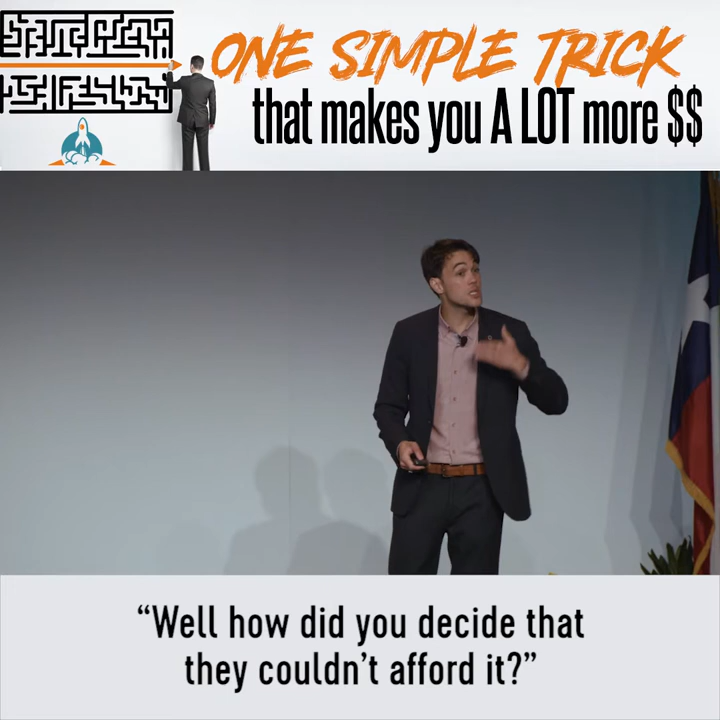 ONE SIMPLE TRICK
that makes you A LOT more $$
“Well how did you decide that
they couldn’t afford it?”